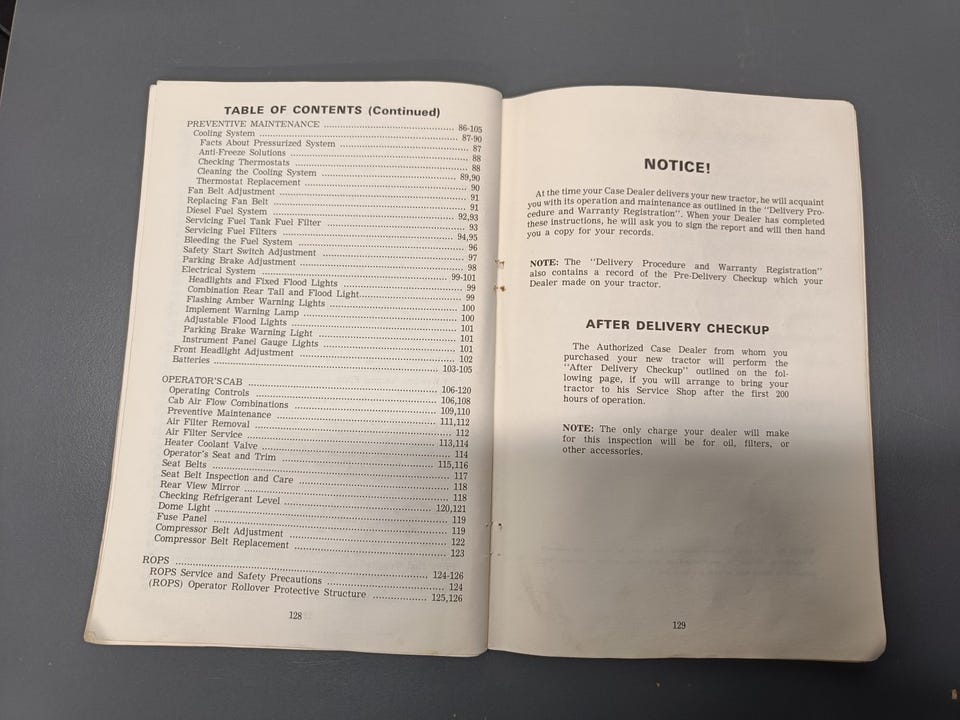 TABLE OF CONTENTS (Continued)
PREVENTIVE MAINTENANCE ........ 86-105
Cooling System ........ 87-90
Facts About Pressurized System ........ 87
Anti-Freeze Solutions ........ 88
Checking Thermostats ........ 88
Cleaning the Cooling System ........ 89,90
Thermostat Replacement ........ 90
Fan Belt Adjustment ........ 91
Replacing Fan Belt ........ 91
Diesel Fuel System ........ 92,93
Servicing Fuel Tank Fuel Filter ........ 93
Servicing Fuel Filters ........ 94,95
Bleeding the Fuel System ........ 96
Safety Start Switch Adjustment ........ 97
Parking Brake Adjustment ........ 98
Electrical System ........ 99-101
Headlights and Fixed Flood Lights ........ 99
Combination Rear Tail and Flood Light ........ 99
Flashing Amber Warning Lights ........ 100
Implement Warning Lamp ........ 100
Adjustable Flood Lights ........ 101
Parking Brake Warning Light ........ 101
Instrument Panel Gauge Lights ........ 101
Front Headlight Adjustment ........ 102
Batteries ........ 103-105
OPERATOR'S CAB ........ 106-120
Operating Controls ........ 106,108
Cab Air Flow Combinations ........ 109,110
Preventive Maintenance ........ 111,112
Air Filter Removal ........ 112
Air Filter Service ........ 113,114
Heater Coolant Valve ........ 114
Operator's Seat and Trim ........ 115,116
Seat Belts ........ 117
Seat Belt Inspection and Care ........ 118
Rear View Mirror ........ 118
Checking Refrigerant Level ........ 120,121
Dome Light ........ 119
Fuse Panel ........ 119
Compressor Belt Adjustment ........ 122
Compressor Belt Replacement ........ 123
ROPS ........ 124-126
ROPS Service and Safety Precautions ........ 124
(ROPS) Operator Rollover Protective Structure ........ 125,126
128
NOTICE!
At the time your Case Dealer delivers your new tractor, he will acquaint
you with its operation and maintenance as outlined in the "Delivery Pro-
cedure and Warranty Registration". When your Dealer has completed
these instructions, he will ask you to sign the report and will then hand
you a copy for your records.
NOTE: The "Delivery Procedure and Warranty Registration"
also contains a record of the Pre-Delivery Checkup which your
Dealer made on your tractor.
AFTER DELIVERY CHECKUP
The Authorized Case Dealer from whom you
purchased your new tractor will perform the
"After Delivery Checkup" outlined on the fol-
lowing page, if you will arrange to bring your
tractor to his Service Shop after the first 200
hours of operation.
NOTE: The only charge your dealer will make
for this inspection will be for oil, filters, or
other accessories.
129